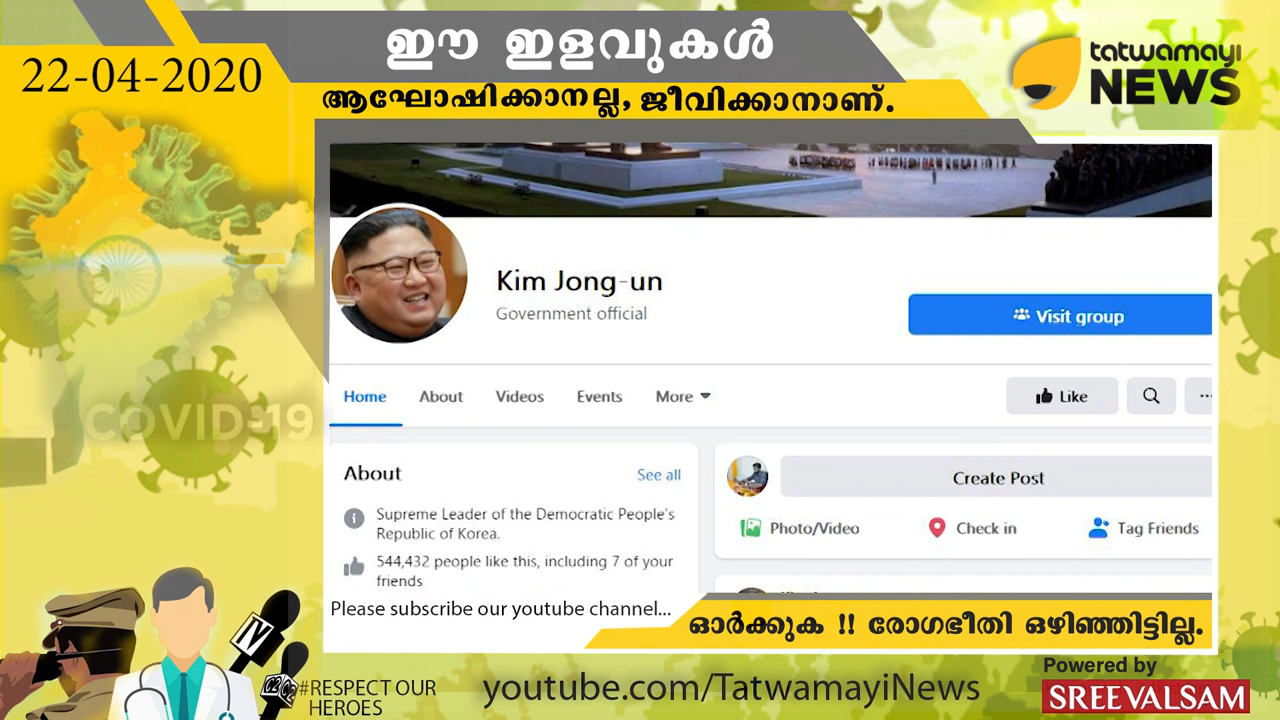 22-04-2020
ഈ ഇളവുകൾ
ആഘോഷിക്കാനല്ല, ജീവിക്കാനാണ്.
tatwamayi
NEWS
Kim Jong-un
Government official
Visit group
Home About Videos Events More
Like
COVID-19
About See all
Create Post
Supreme Leader of the Democratic People's
Republic of Korea.
Photo/Video Check in Tag Friends
544,432 people like this, including 7 of your
friends
Please subscribe our youtube channel...
ഓർക്കുക !! രോഗഭീതി ഒഴിഞ്ഞിട്ടില്ല.
#RESPECT OUR
HEROES
youtube.com/TatwamayiNews
Powered by
SREEVALSAM